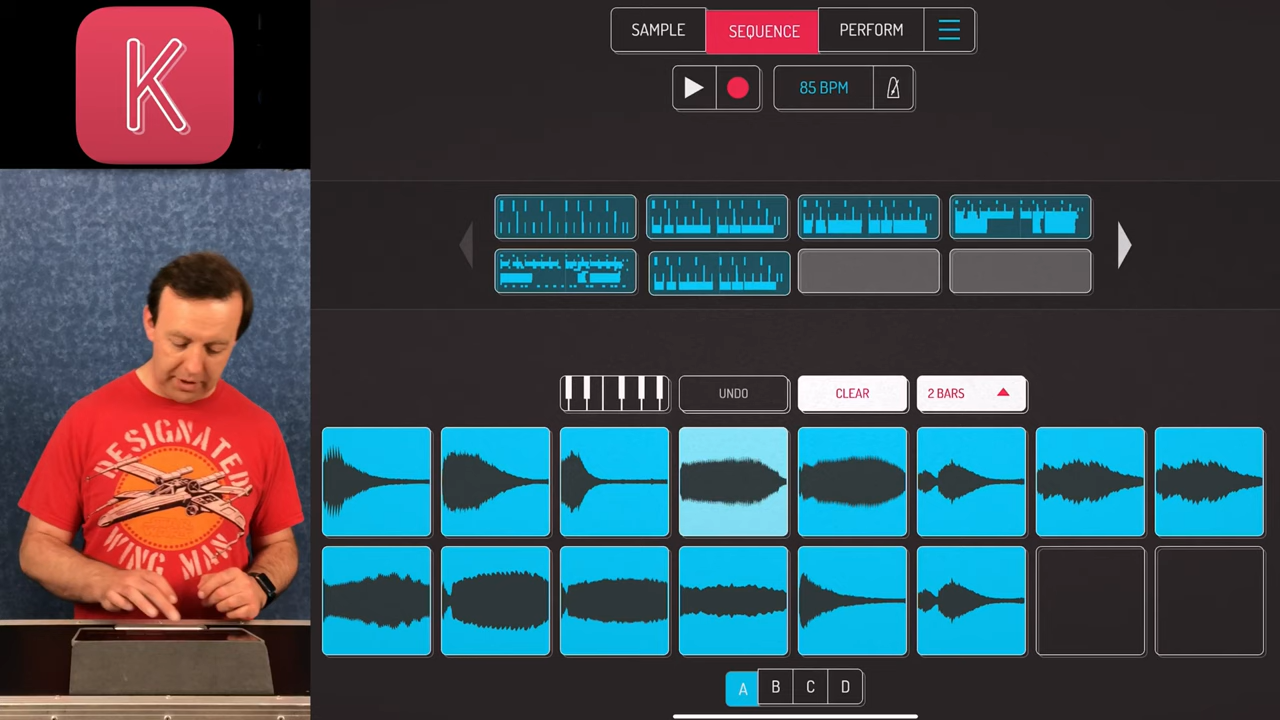 K
SAMPLE
SEQUENCE
PERFORM
85 BPM
DESIGNATED
WING MAN
UNDO
CLEAR
2 BARS
A
B
C
D